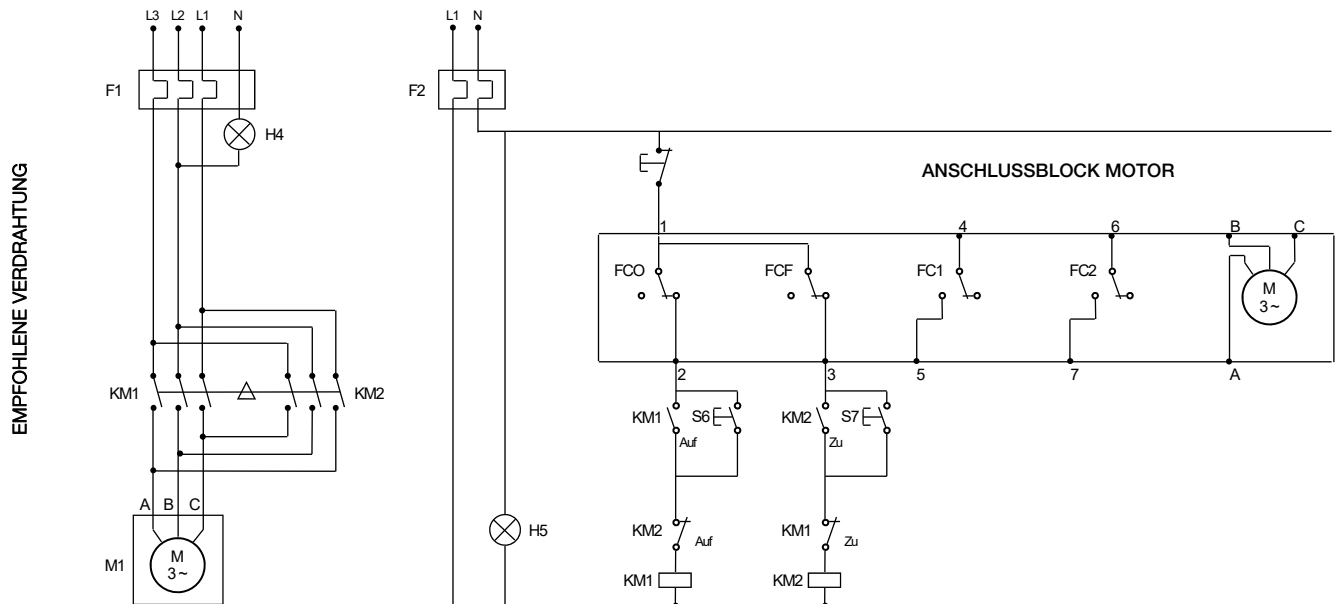 EMPFOHLENE VERDRAHTUNG
L3 L2 L1 N
L1 N
F1
F2
H4
ANSCHLUSSBLOCK MOTOR
1 4 6 B C
FCO FCF FC1 FC2
M
3~
2 3 5 7 A
KM1 KM2
KM1 S6 KM2 S7
Auf Zu
A B C
H5
KM2 Auf KM1 Zu
M1
M
3~
KM1 KM2